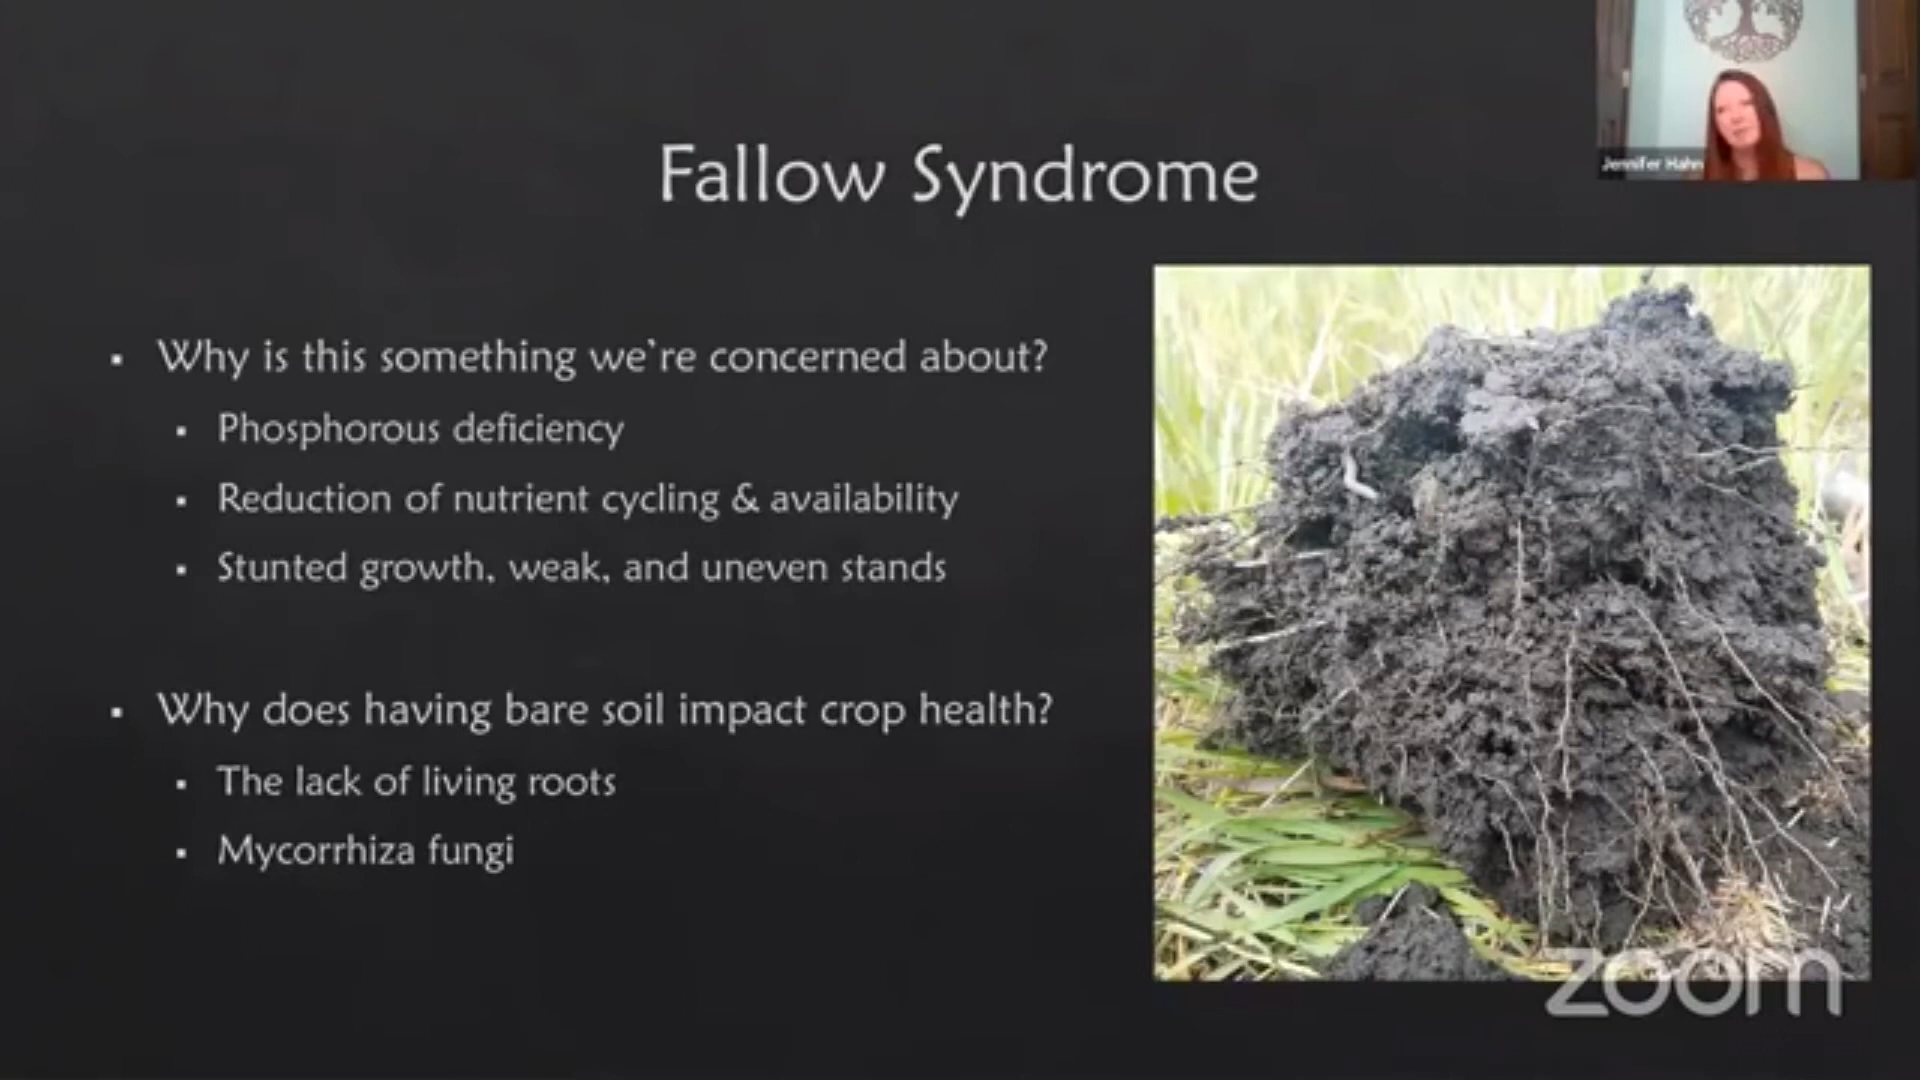 Jennifer Hahn
Fallow Syndrome
▪ Why is this something we're concerned about?
▪ Phosphorous deficiency
▪ Reduction of nutrient cycling & availability
▪ Stunted growth, weak, and uneven stands
▪ Why does having bare soil impact crop health?
▪ The lack of living roots
▪ Mycorrhiza fungi
zoom